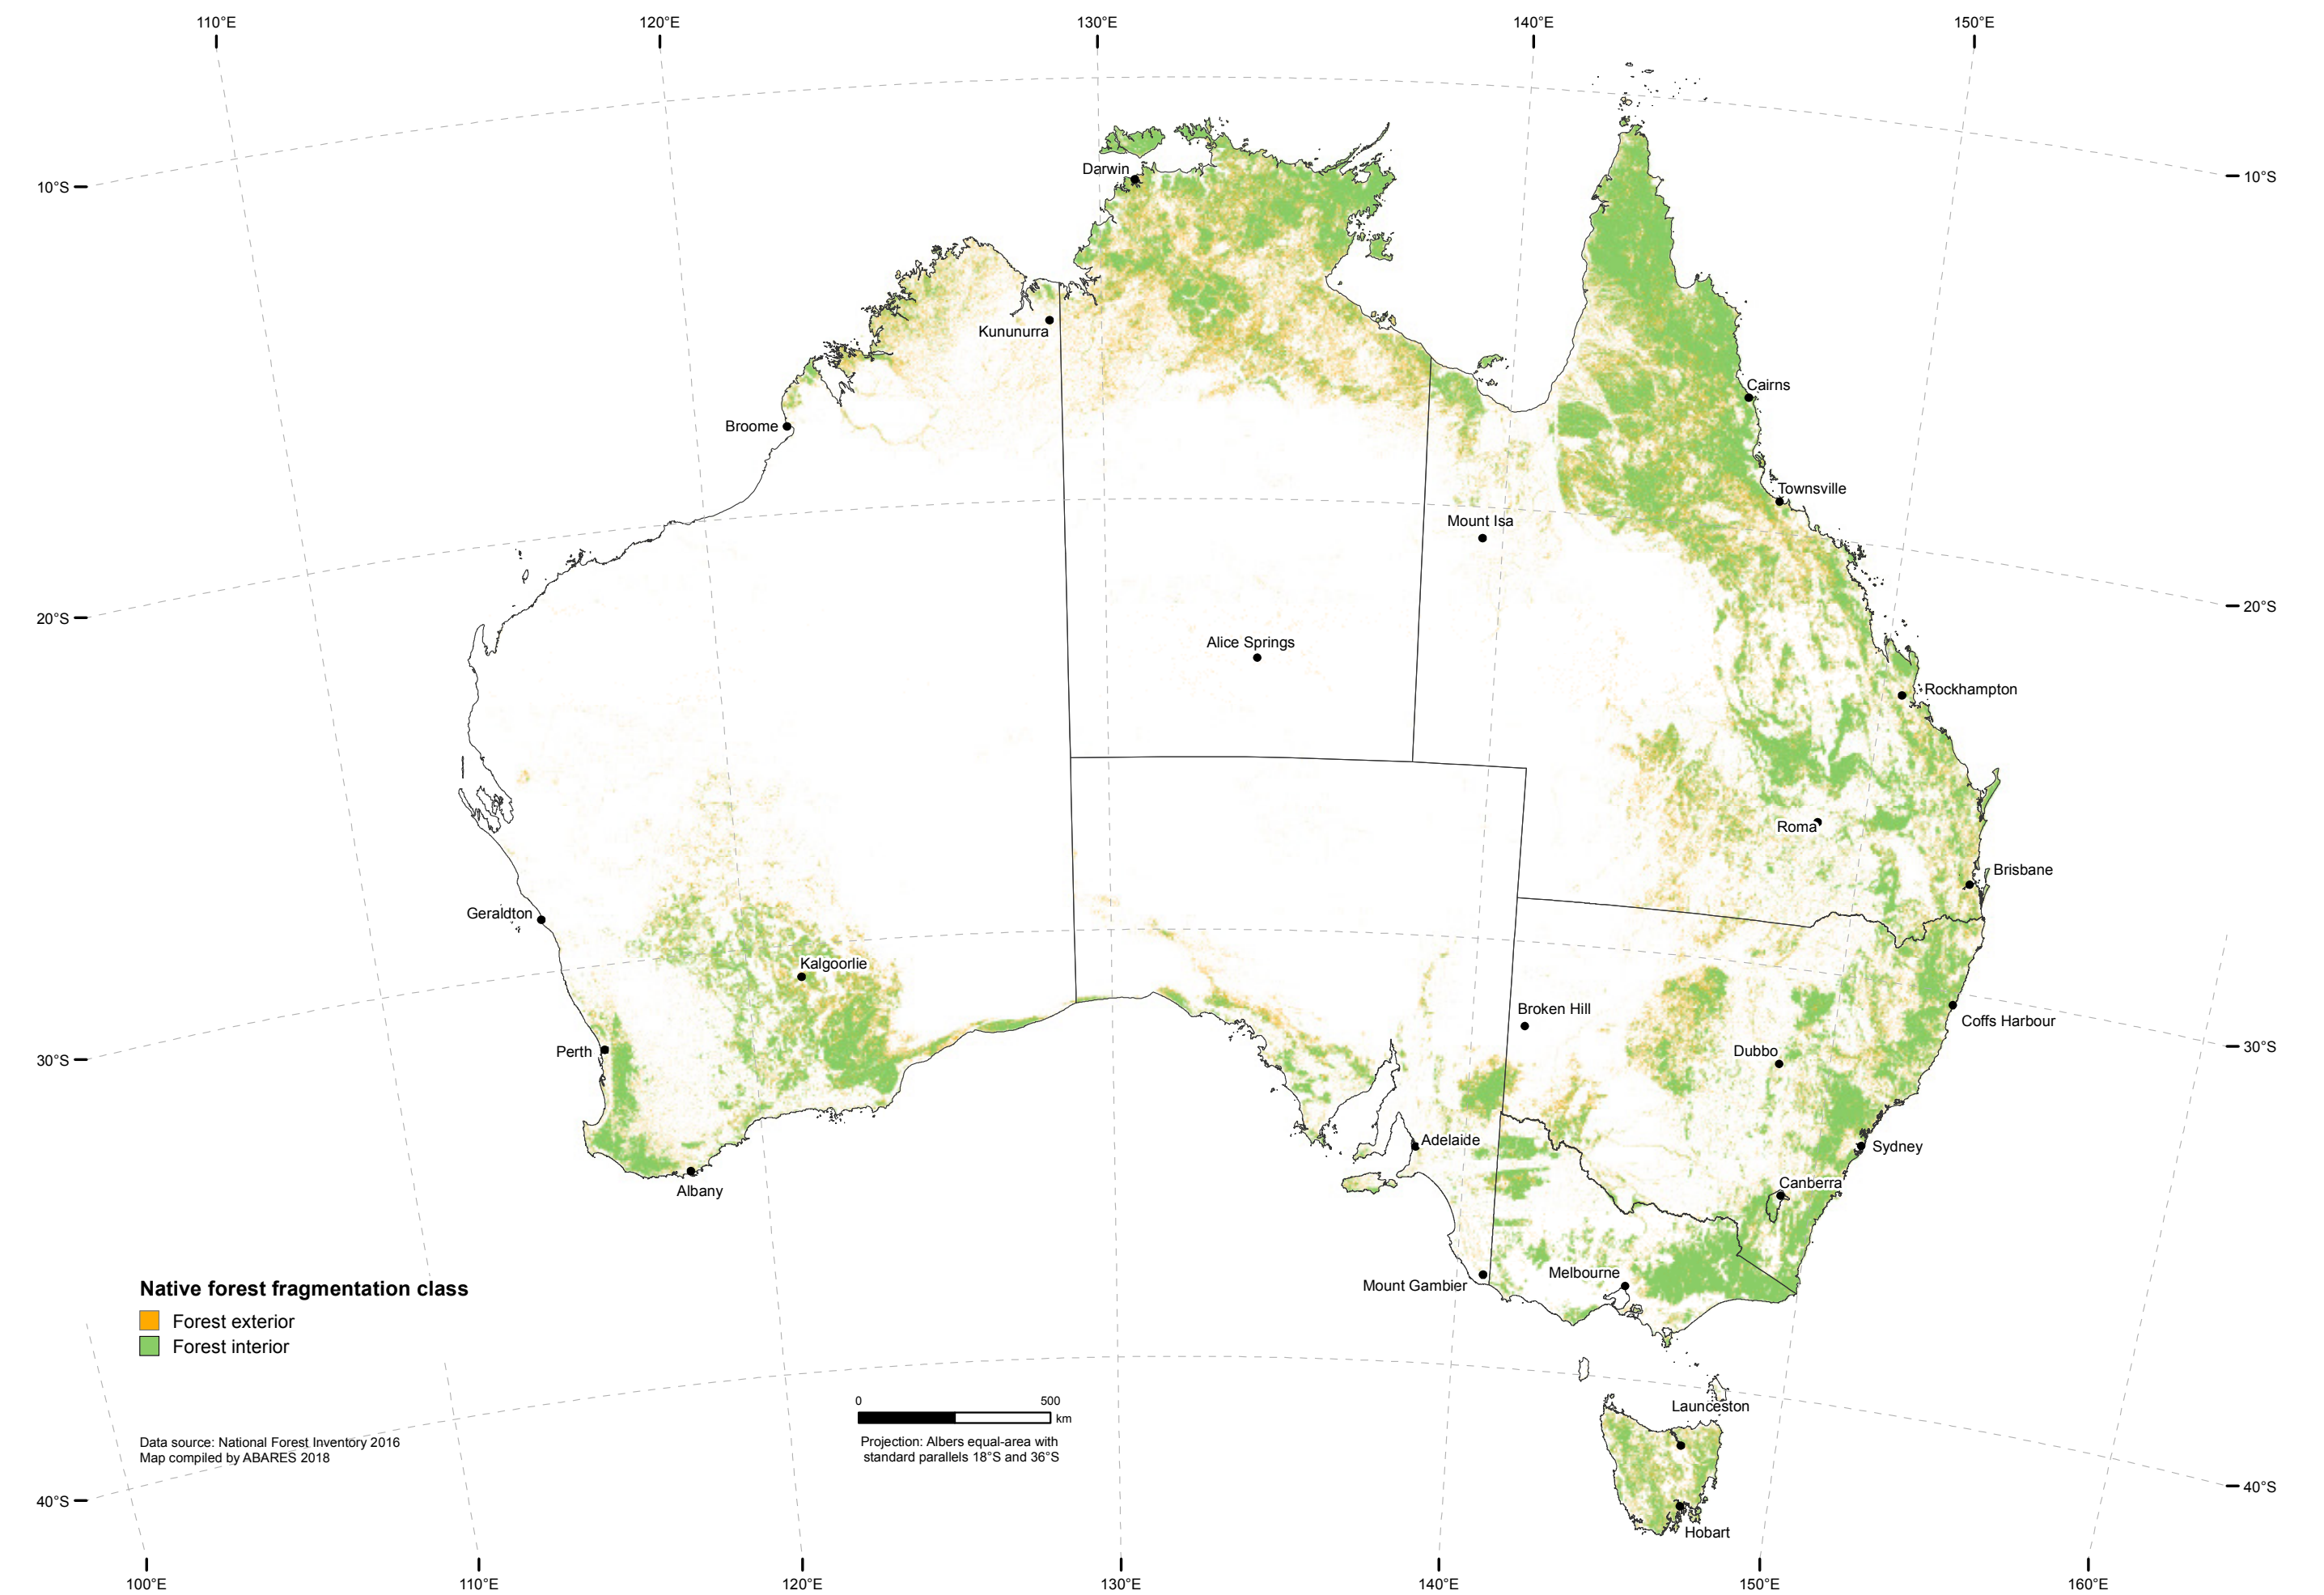 110°E
120°E
130°E
140°E
150°E
10°S
10°S
Darwin
Kununurra
Cairns
Broome
Townsville
Mount Isa
20°S
20°S
Alice Springs
Rockhampton
Roma
Brisbane
Geraldton
Kalgoorlie
Broken Hill
Coffs Harbour
Perth
Dubbo
30°S
30°S
Adelaide
Sydney
Canberra
Albany
Melbourne
Mount Gambier
Native forest fragmentation class
Forest exterior
Forest interior
0
500
km
Launceston
Data source: National Forest Inventory 2016
Map compiled by ABARES 2018
Projection: Albers equal-area with
standard parallels 18°S and 36°S
40°S
40°S
Hobart
100°E
110°E
120°E
130°E
140°E
150°E
160°E